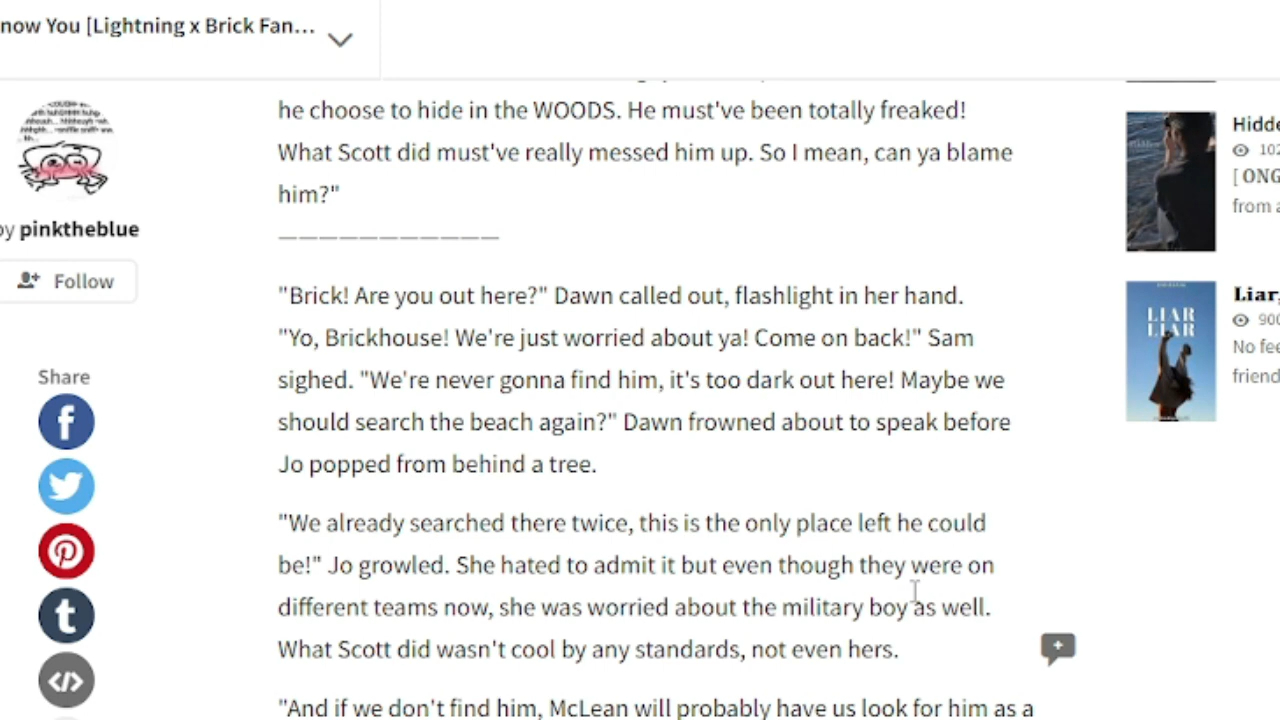 now You [Lightning x Brick Fan...
by pinktheblue
Follow
Share
he choose to hide in the WOODS. He must've been totally freaked!
What Scott did must've really messed him up. So I mean, can ya blame
him?"
___________
"Brick! Are you out here?" Dawn called out, flashlight in her hand.
"Yo, Brickhouse! We're just worried about ya! Come on back!" Sam
sighed. "We're never gonna find him, it's too dark out here! Maybe we
should search the beach again?" Dawn frowned about to speak before
Jo popped from behind a tree.
"We already searched there twice, this is the only place left he could
be!" Jo growled. She hated to admit it but even though they were on
different teams now, she was worried about the military boy as well.
What Scott did wasn't cool by any standards, not even hers.
"And if we don't find him, McLean will probably have us look for him as a
Hidde
102
[ ONG
from a
LIAR
LIAR
Liar,
900
No fee
friend